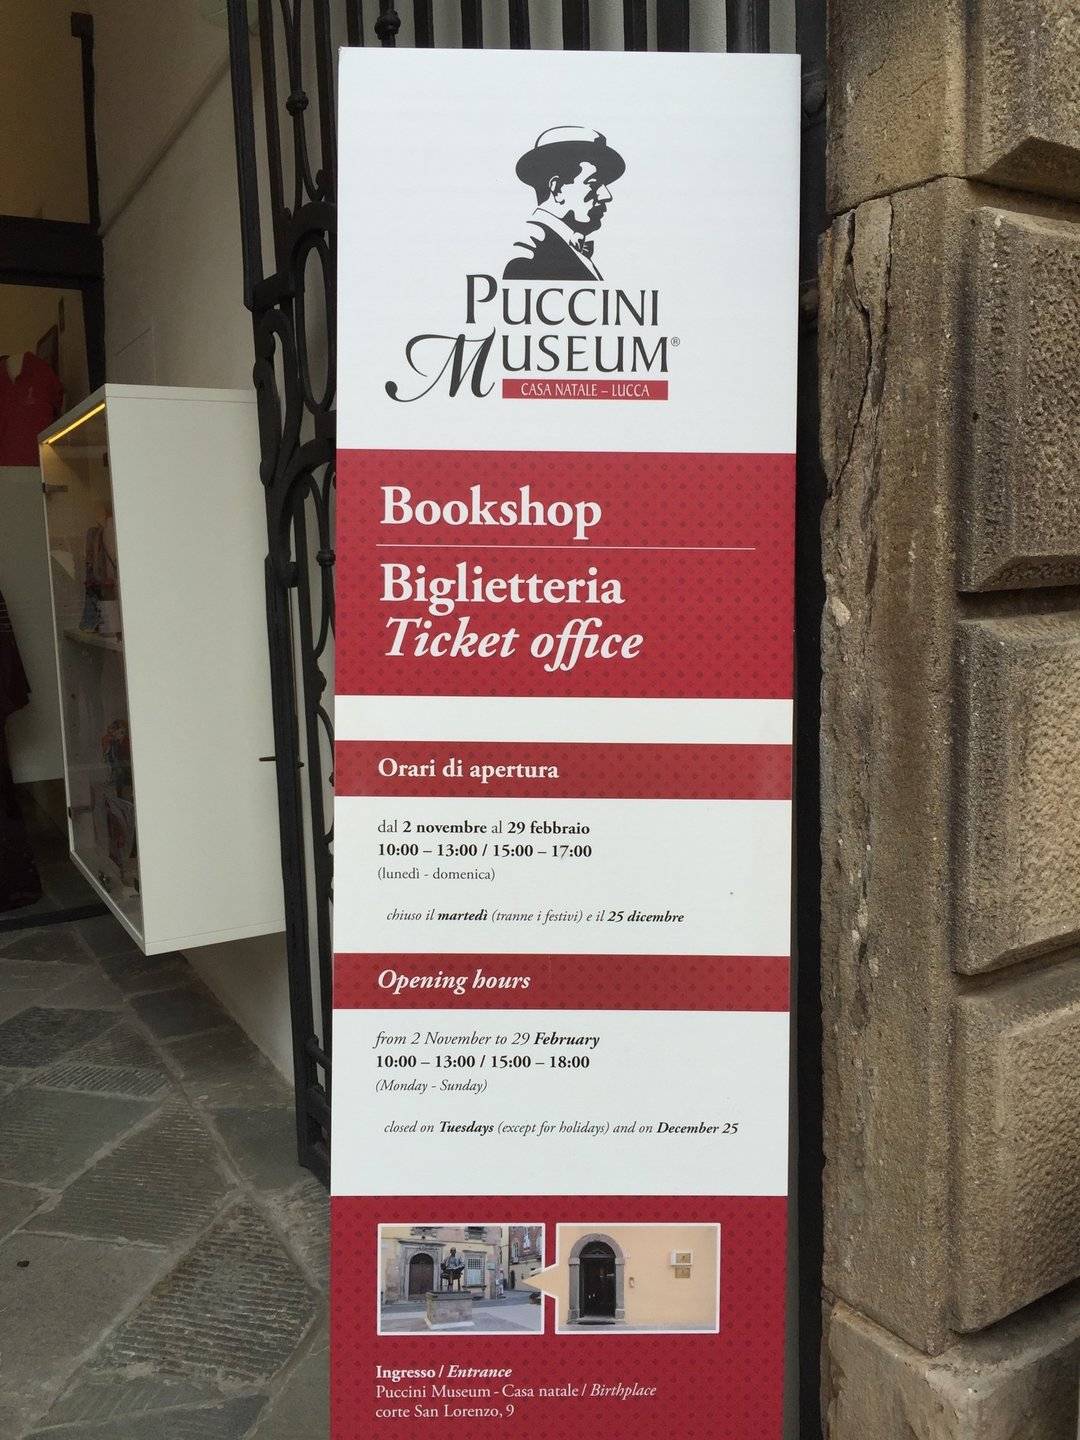 PUCCINI
MUSEUM®
CASA NATALE – LUCCA
Bookshop
Biglietteria
Ticket office
Orari di apertura
dal 2 novembre al 29 febbraio
10:00 – 13:00 / 15:00 – 17:00
(lunedì - domenica)
chiuso il martedì (tranne i festivi) e il 25 dicembre
Opening hours
from 2 November to 29 February
10:00 – 13:00 / 15:00 – 18:00
(Monday - Sunday)
closed on Tuesdays (except for holidays) and on December 25
Ingresso / Entrance
Puccini Museum - Casa natale / Birthplace
corte San Lorenzo, 9